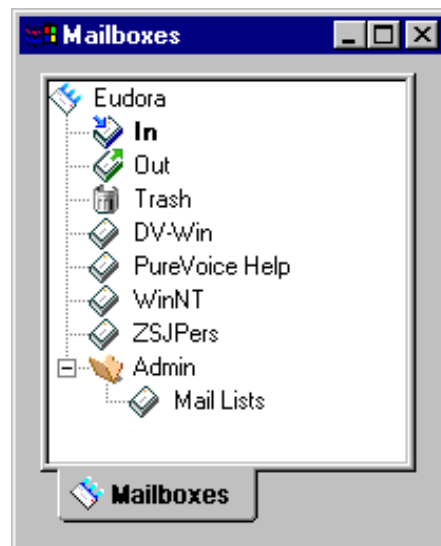 Mailboxes
Eudora
In
Out
Trash
DV-Win
PureVoice Help
WinNT
ZSJPers
Admin
Mail Lists
Mailboxes